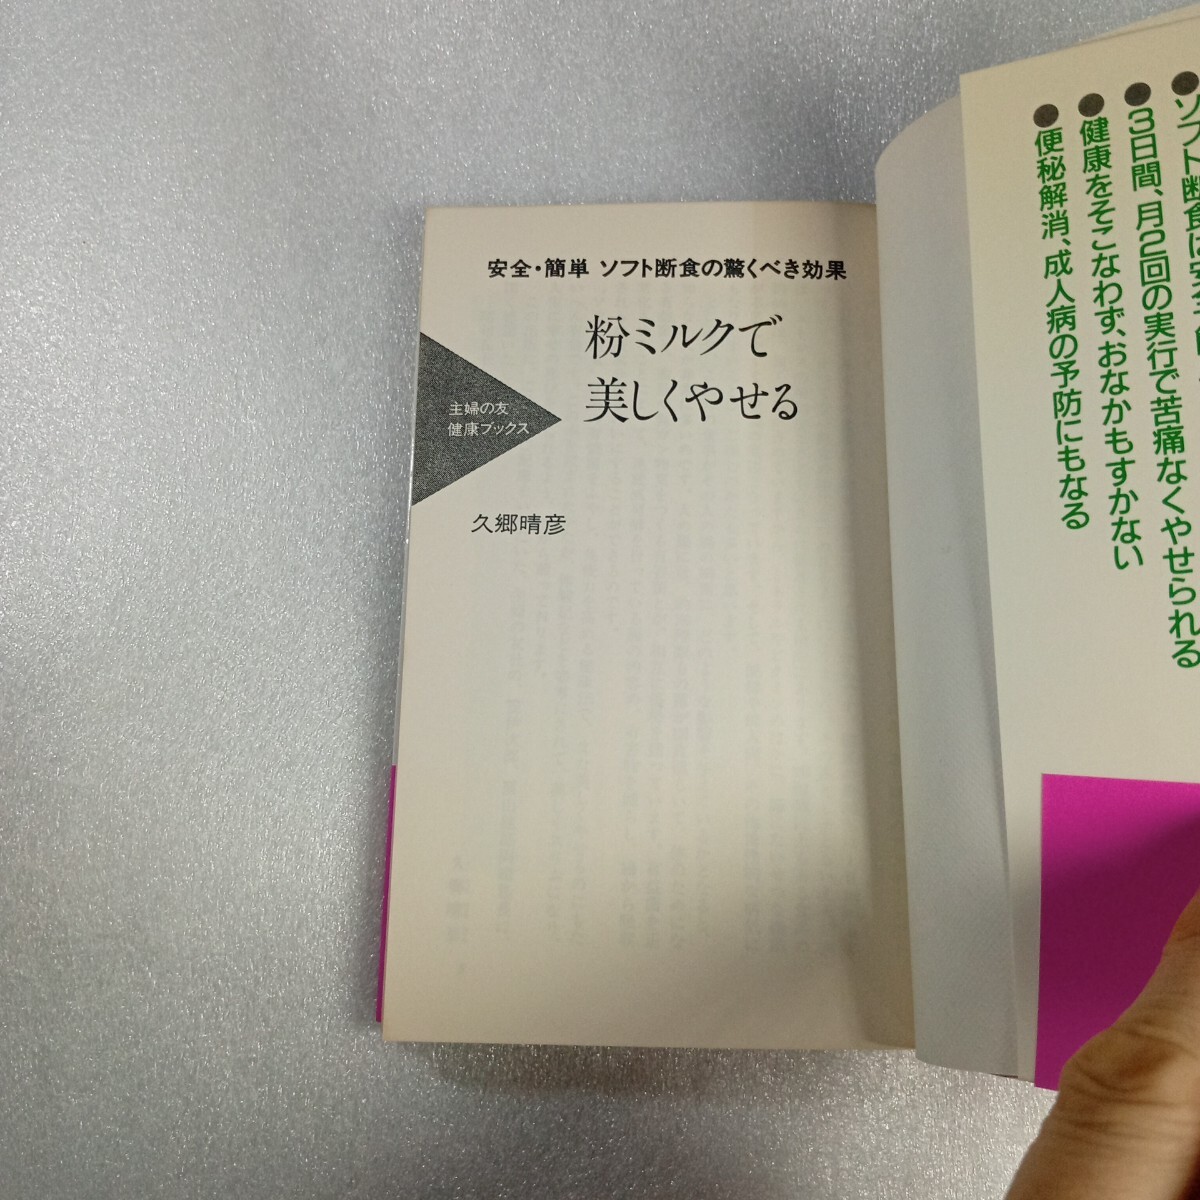 安全・簡単 ソフト断食の驚くべき効果
粉ミルクで
美しくやせる
主婦の友
健康ブックス
久郷晴彦
●ソフト断食は安全
●3日間、月2回の実行で苦痛なくやせられる
●健康をそこなわず、おなかもすかない
●便秘解消、成人病の予防にもなる